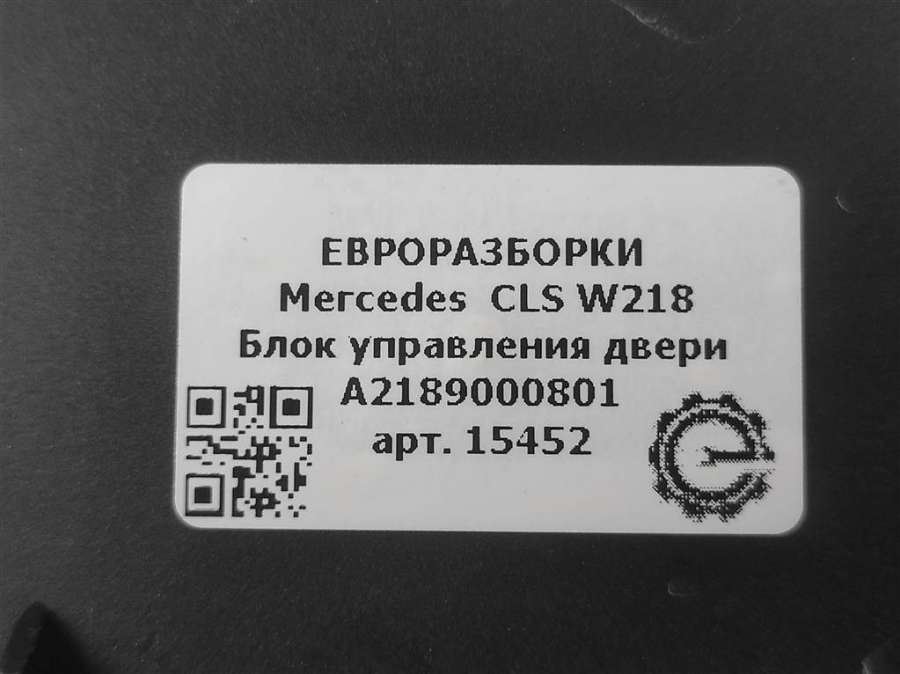 ЕВРОРАЗБОРКИ
Mercedes CLS W218
Блок управления двери
A2189000801
арт. 15452